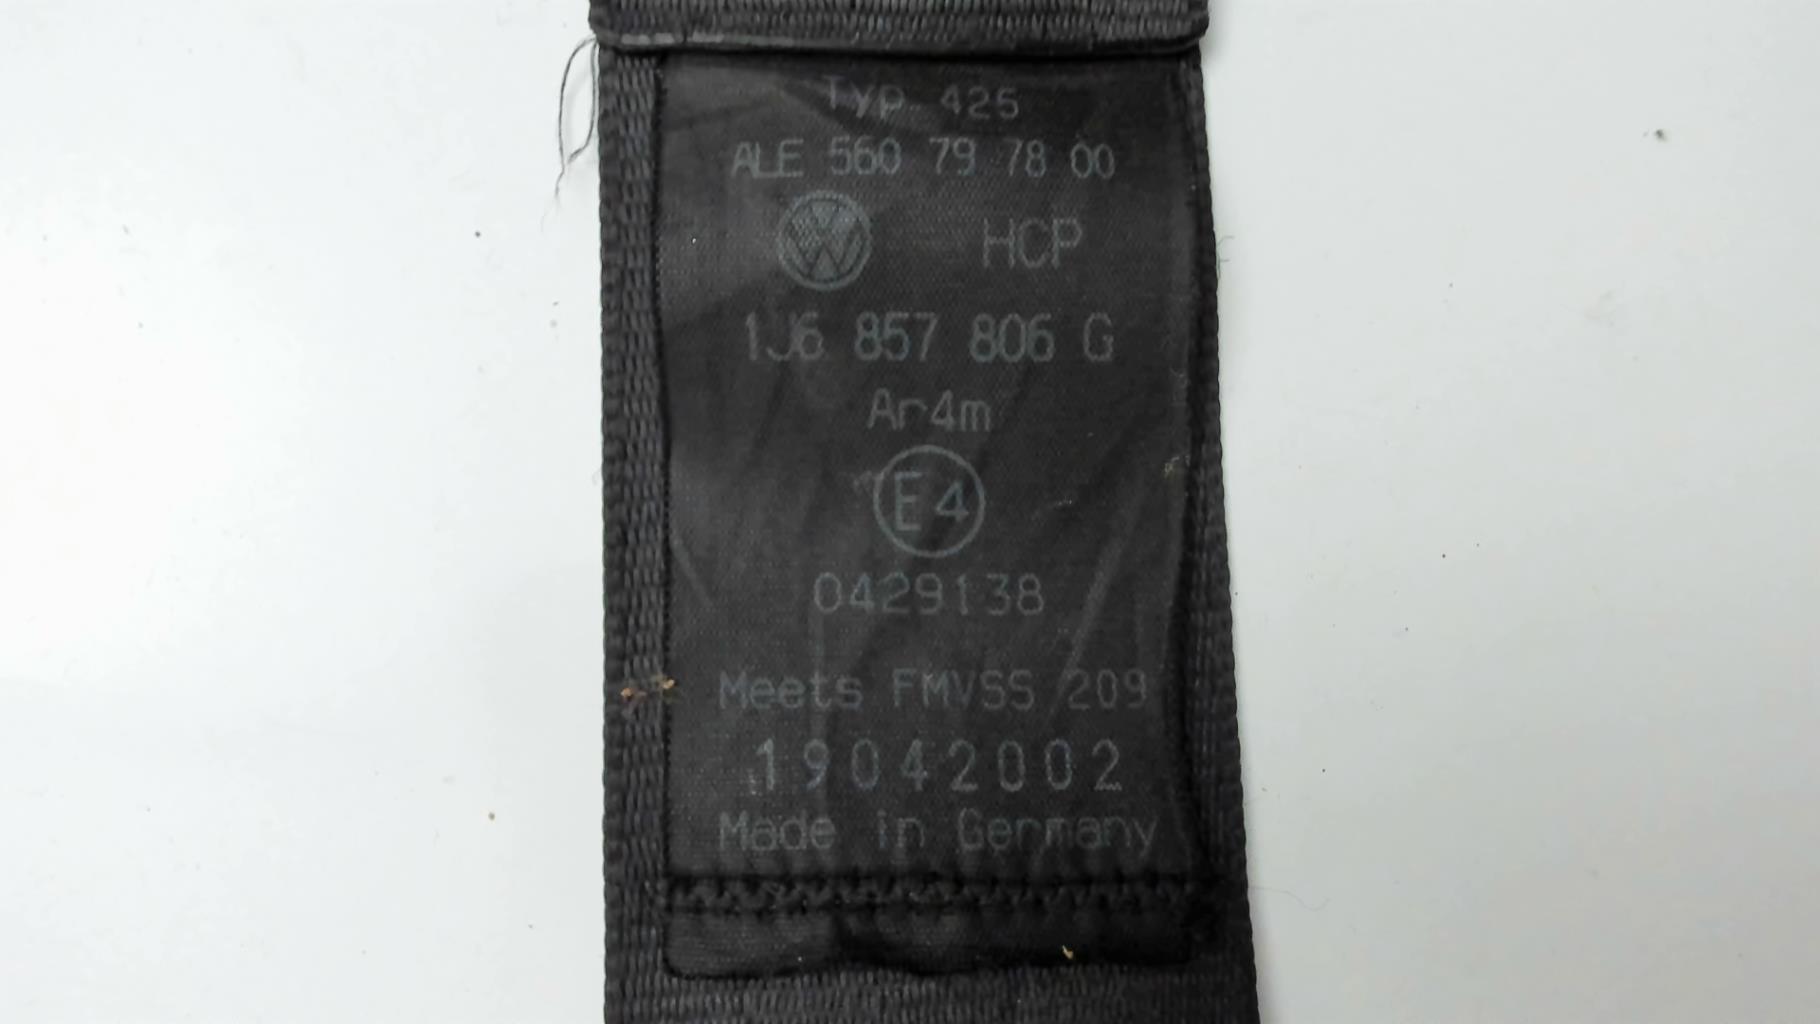 Typ 425
ALE 560 79 78 00
VW HCP
1J6 857 806 G
Ar4m
E4
0429138
Meets FMVSS 209
19042002
Made in Germany